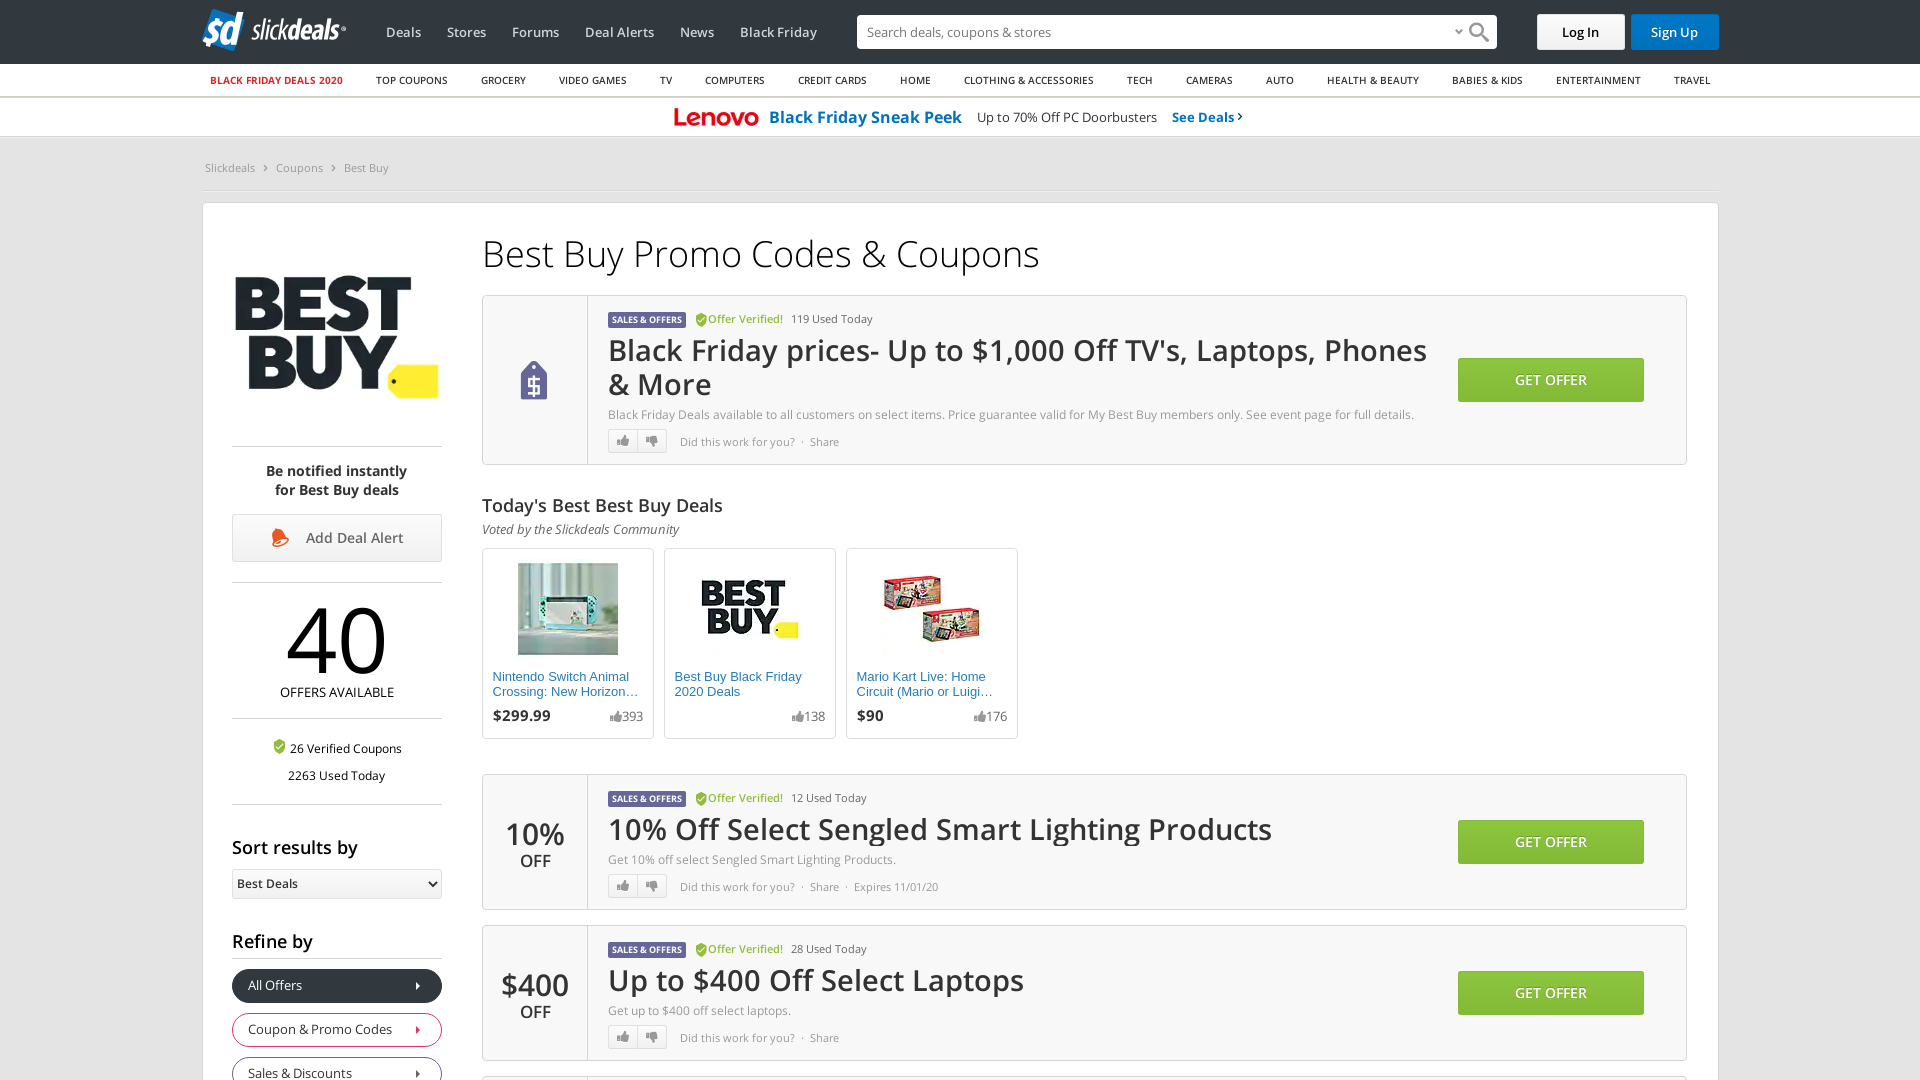 sd slickdeals
Deals Stores Forums Deal Alerts News Black Friday Search deals, coupons & stores Log In Sign Up
BLACK FRIDAY DEALS 2020 TOP COUPONS GROCERY VIDEO GAMES TV COMPUTERS CREDIT CARDS HOME CLOTHING & ACCESSORIES TECH CAMERAS AUTO HEALTH & BEAUTY BABIES & KIDS ENTERTAINMENT TRAVEL
Lenovo Black Friday Sneak Peek Up to 70% Off PC Doorbusters See Deals
Slickdeals Coupons Best Buy
BEST
BUY
Be notified instantly
for Best Buy deals
Add Deal Alert
40
OFFERS AVAILABLE
26 Verified Coupons
2263 Used Today
Sort results by
Best Deals
Refine by
All Offers
Coupon & Promo Codes
Sales & Discounts
Best Buy Promo Codes & Coupons
SALES & OFFERS Offer Verified! 119 Used Today
Black Friday prices- Up to $1,000 Off TV's, Laptops, Phones
& More
Black Friday Deals available to all customers on select items. Price guarantee valid for My Best Buy members only. See event page for full details.
Did this work for you? · Share
GET OFFER
Today's Best Best Buy Deals
Voted by the Slickdeals Community
Nintendo Switch Animal
Crossing: New Horizon…
$299.99 393
BEST
BUY
Best Buy Black Friday
2020 Deals
138
Mario Kart Live: Home
Circuit (Mario or Luigi…
$90 176
10%
OFF
SALES & OFFERS Offer Verified! 12 Used Today
10% Off Select Sengled Smart Lighting Products
Get 10% off select Sengled Smart Lighting Products.
Did this work for you? · Share · Expires 11/01/20
GET OFFER
$400
OFF
SALES & OFFERS Offer Verified! 28 Used Today
Up to $400 Off Select Laptops
Get up to $400 off select laptops.
Did this work for you? · Share
GET OFFER